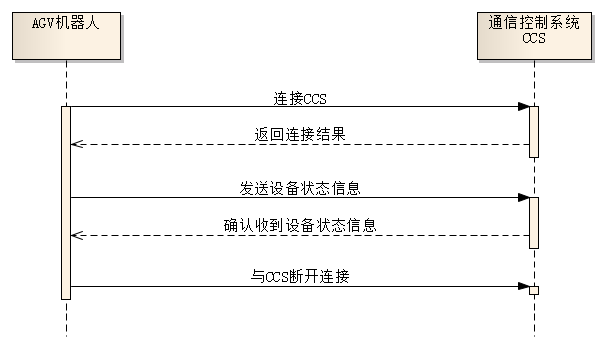 AGV机器人
通信控制系统
CCS
连接CCS
返回连接结果
发送设备状态信息
确认收到设备状态信息
与CCS断开连接